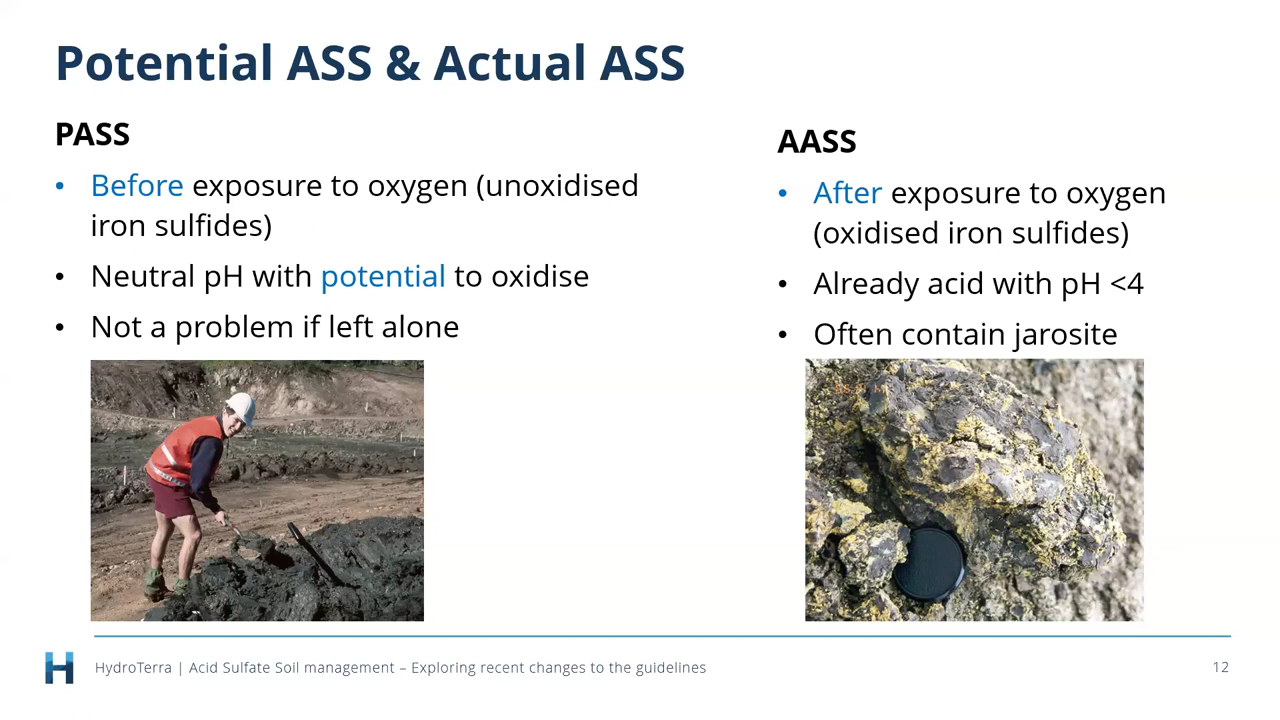 Potential ASS & Actual ASS
PASS
• Before exposure to oxygen (unoxidised
iron sulfides)
• Neutral pH with potential to oxidise
• Not a problem if left alone
AASS
• After exposure to oxygen
(oxidised iron sulfides)
• Already acid with pH <4
• Often contain jarosite
H
HydroTerra | Acid Sulfate Soil management – Exploring recent changes to the guidelines
12